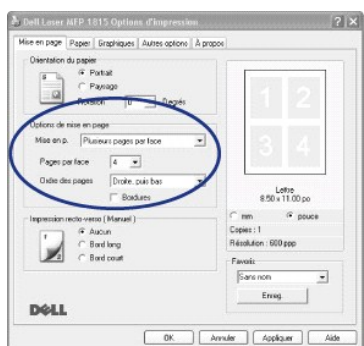 Dell Laser MFP 1815 Options d'impression
Mise en page Papier Graphiques Autres options À propos
Orientation du papier
Portrait
Paysage
Rotation 0 Degrés
Options de mise en page
Mise en p. Plusieurs pages par face
Pages par face 4
Ordre des pages Droite, puis bas
Bordures
Impression recto-verso (Manuel)
Aucun
Bord long
Bord court
1 2
3 4
Lettre
8.50 x 11.00 po
mm pouce
Copies : 1
Résolution : 600 ppp
Favoris
Sans nom
Enreg.
DELL
OK Annuler Appliquer Aide